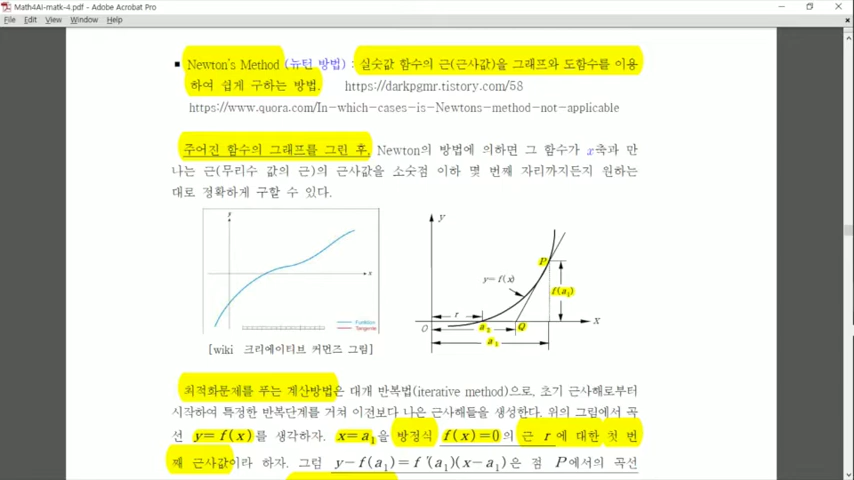 Math4AI-matk-4.pdf - Adobe Acrobat Pro
File Edit View Window Help
▪ Newton's Method (뉴턴 방법) : 실숫값 함수의 근(근사값)을 그래프와 도함수를 이용
하여 쉽게 구하는 방법. https://darkpgmr.tistory.com/58
https://www.quora.com/In-which-cases-is-Newtons-method-not-applicable
주어진 함수의 그래프를 그린 후, Newton의 방법에 의하면 그 함수가 x축과 만
나는 근(무리수 값의 근)의 근사값을 소숫점 이하 몇 번째 자리까지든지 원하는
대로 정확하게 구할 수 있다.
y
x
Funktion
Tangente
y
P
y=f(x)
f(a₁)
r
O
a₂
Q
x
a₁
[wiki 크리에이티브 커먼즈 그림]
최적화문제를 푸는 계산방법은 대개 반복법(iterative method)으로, 초기 근사해로부터
시작하여 특정한 반복단계를 거쳐 이전보다 나은 근사해들을 생성한다. 위의 그림에서 곡
선 y=f(x)를 생각하자. x=a₁을 방정식 f(x)=0의 근 r에 대한 첫 번
째 근사값이라 하자. 그럼 y-f(a₁)=f'(a₁)(x-a₁)은 점 P에서의 곡선